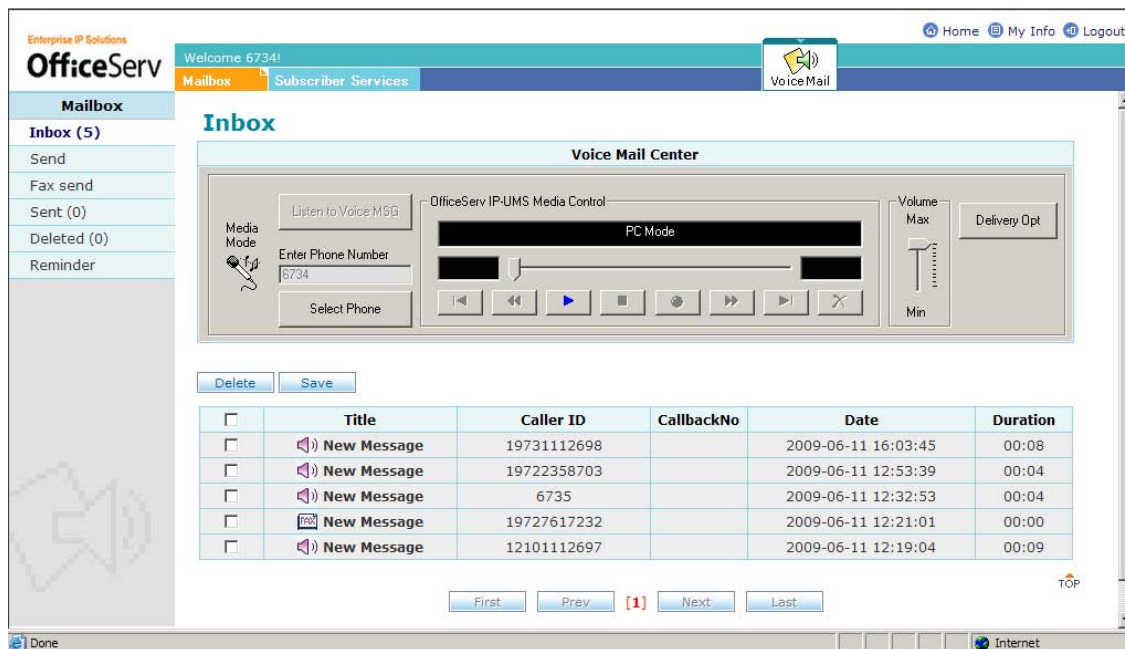 Home My Info Logout
Enterprise IP Solutions
OfficeServ
Welcome 6734!
Mailbox Subscriber Services VoiceMail
Mailbox
Inbox (5)
Send
Fax send
Sent (0)
Deleted (0)
Reminder
Inbox
Voice Mail Center
Media
Mode
Listen to Voice MSG
Enter Phone Number
6734
Select Phone
OfficeServ IP-UMS Media Control
PC Mode
Volume
Max
Min
Delivery Opt
Delete Save
Title Caller ID CallbackNo Date Duration
New Message 19731112698 2009-06-11 16:03:45 00:08
New Message 19722358703 2009-06-11 12:53:39 00:04
New Message 6735 2009-06-11 12:32:53 00:04
FAX New Message 19727617232 2009-06-11 12:21:01 00:00
New Message 12101112697 2009-06-11 12:19:04 00:09
TOP
First Prev [1] Next Last
Done Internet